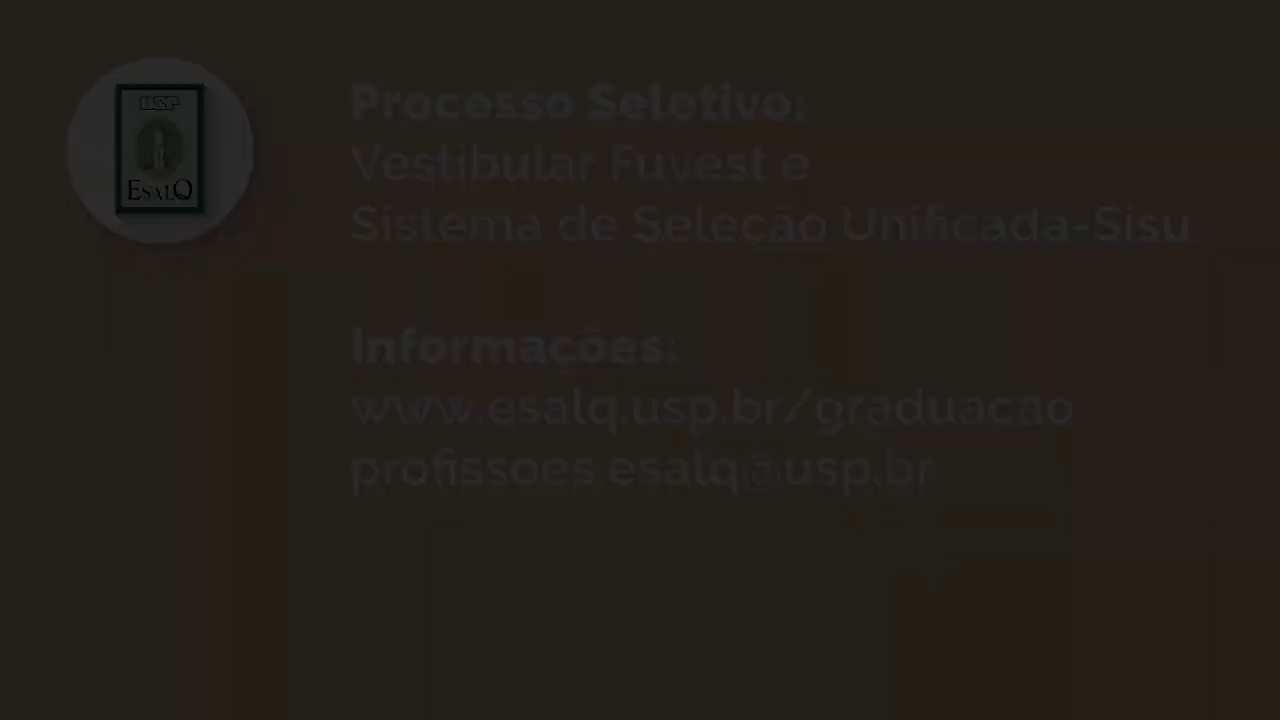 USP
ESALQ
Processo Seletivo:
Vestibular Fuvest e
Sistema de Seleção Unificada-Sisu
Informações:
www.esalq.usp.br/graduacao
profissoes.esalq@usp.br